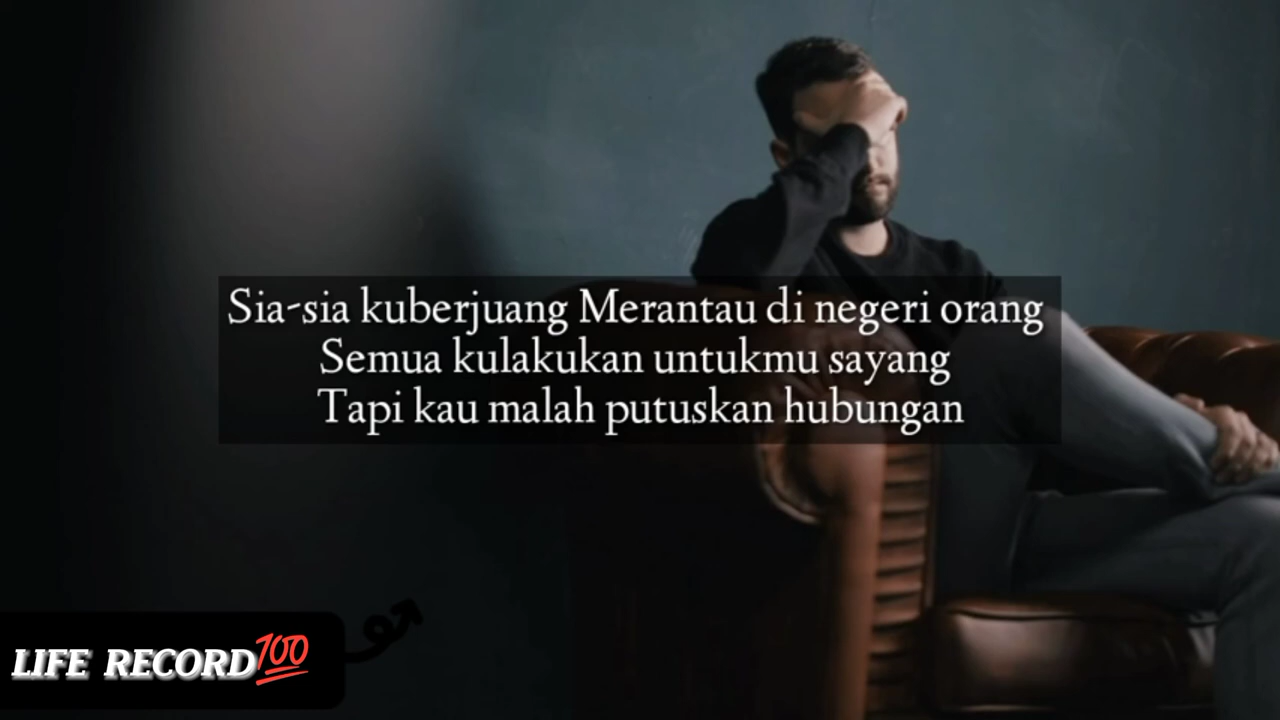 Sia-sia kuberjuang Merantau di negeri orang
Semua kulakukan untukmu sayang
Tapi kau malah putuskan hubungan
LIFE RECORD💯